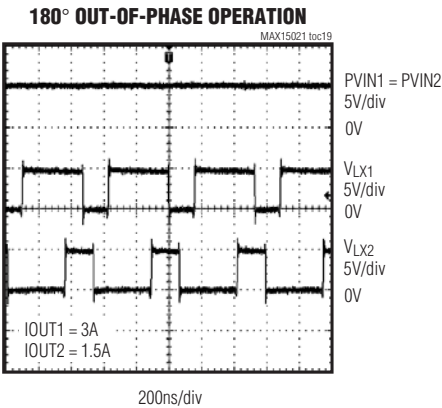 180° OUT-OF-PHASE OPERATION
MAX15021 toc19
PVIN1 = PVIN2
5V/div
0V
VLX1
5V/div
0V
VLX2
5V/div
0V
IOUT1 = 3A
IOUT2 = 1.5A
200ns/div